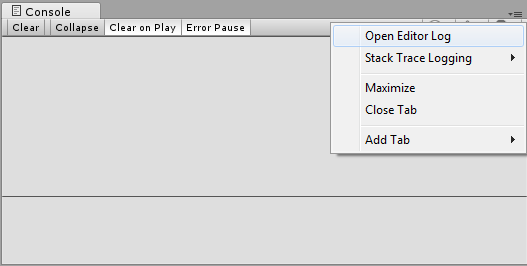 Console
Clear Collapse Clear on Play Error Pause
Open Editor Log
Stack Trace Logging
Maximize
Close Tab
Add Tab